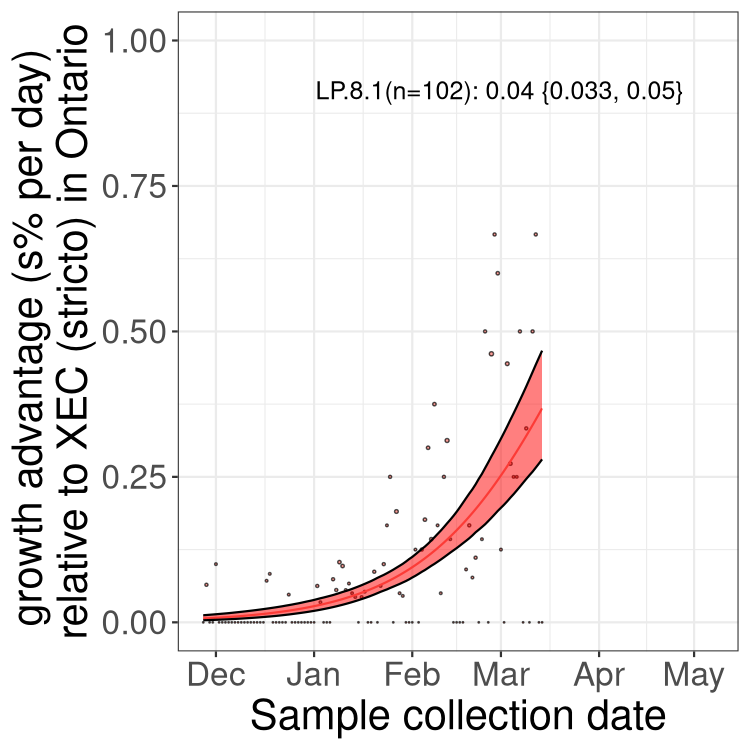 growth advantage (s% per day)
relative to XEC (stricto) in Ontario
1.00
0.75
0.50
0.25
0.00
LP.8.1(n=102): 0.04 {0.033, 0.05}
Dec Jan Feb Mar Apr May
Sample collection date